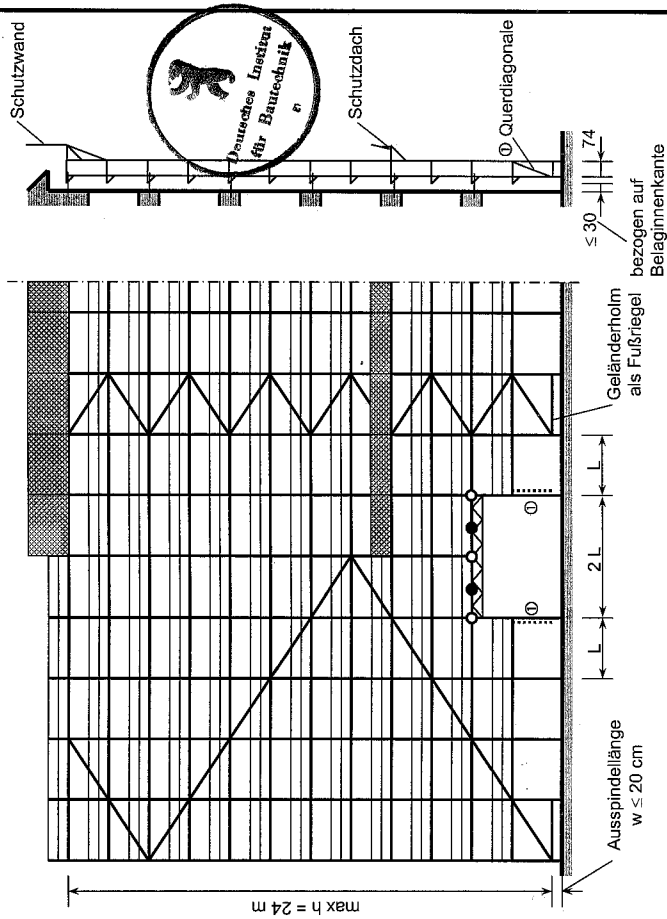 Schutzwand
Deutsches Institut
für Bautechnik
Schutzdach
① Querdiagonale
74
≤ 30
bezogen auf
Belaginnenkante
Geländerholm
als Fußriegel
①
①
L
2 L
L
Ausspindellänge
w ≤ 20 cm
max h = 24 m